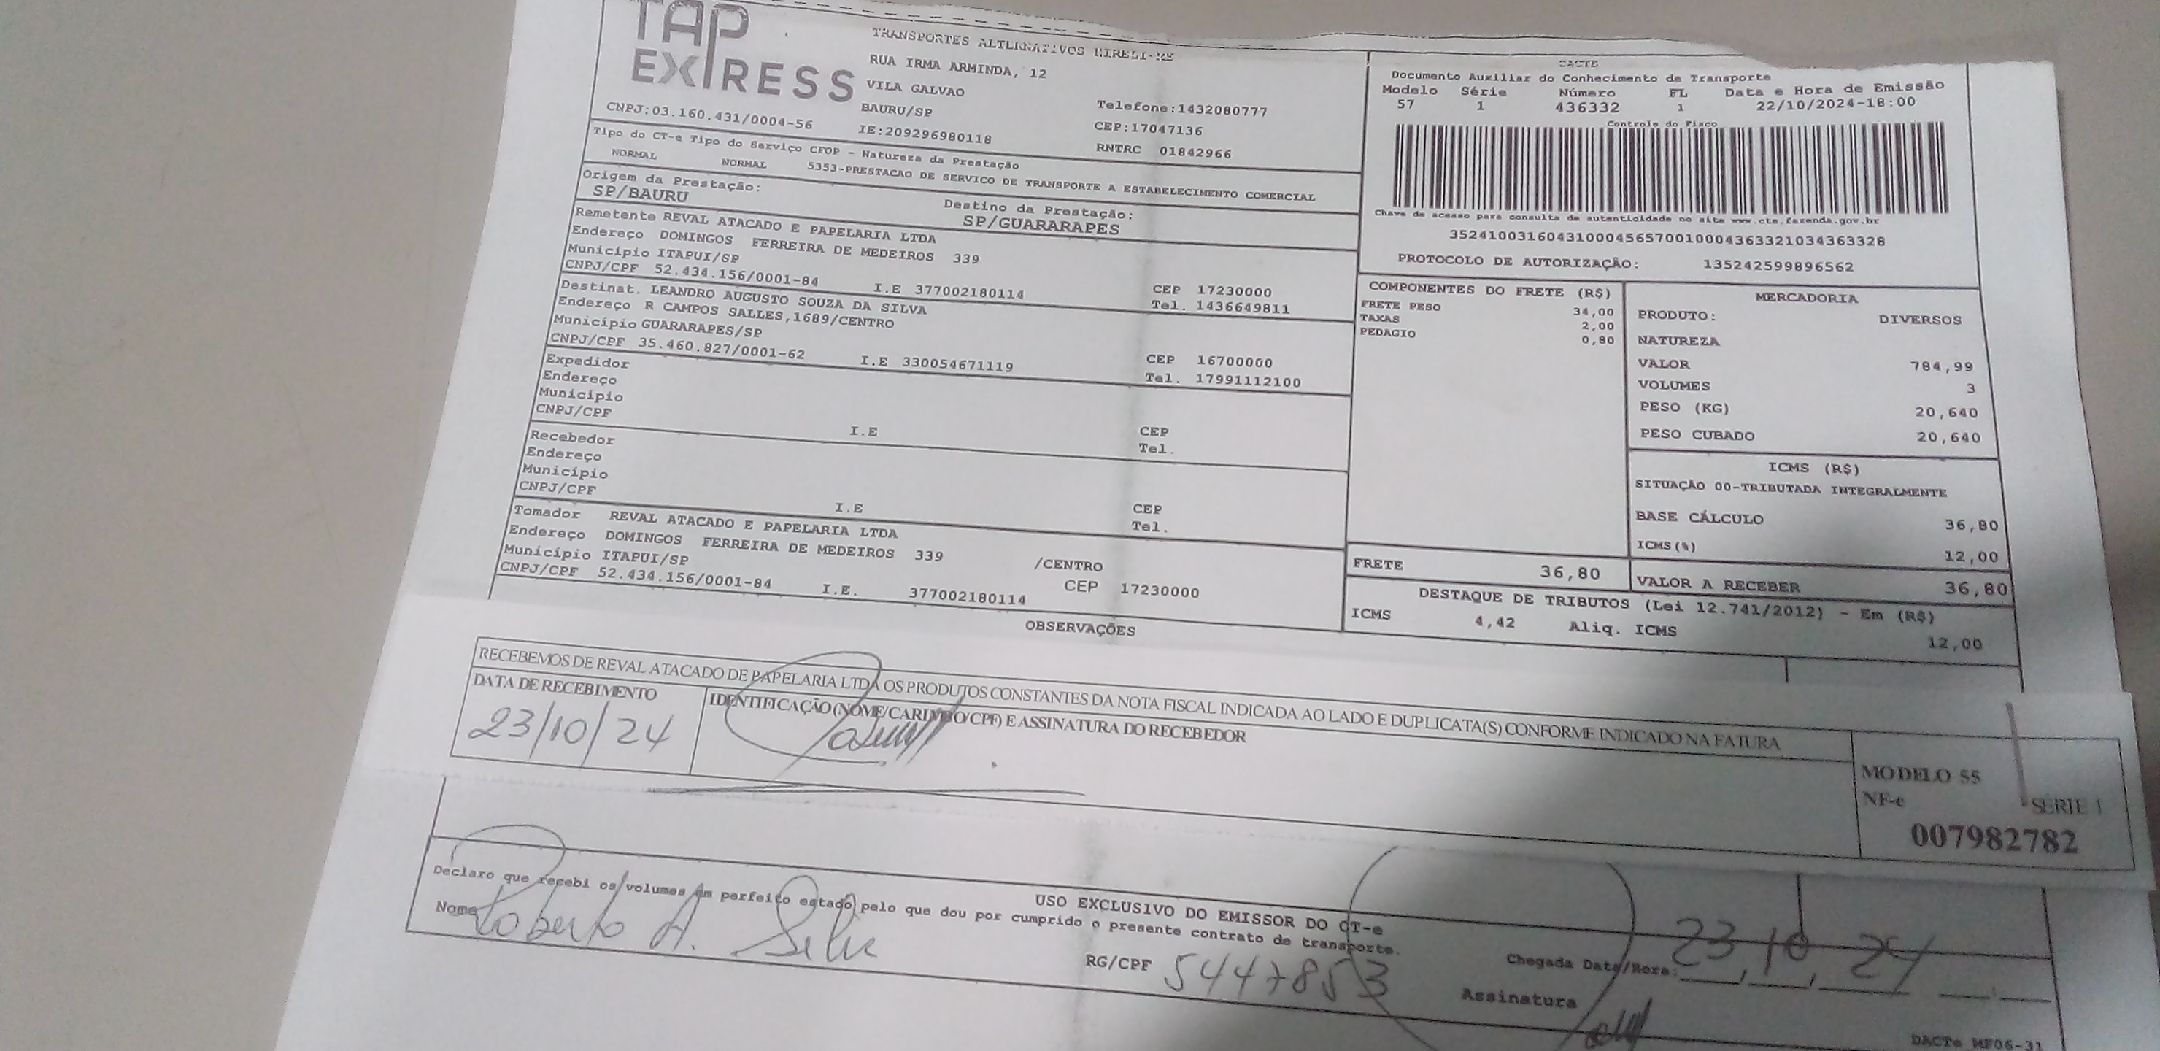 TAP
EXPRESS
TRANSPORTES ALTERNATIVOS EIRELI-ME
RUA IRMA ARMINDA, 12
VILA GALVAO
BAURU/SP
Telefone:1432080777
CNPJ:03.160.431/0004-56
IE:209296980118
CEP:17047136
RNTRC 01842966
Tipo do CT-e Tipo do Serviço CFOP - Natureza da Prestação
NORMAL NORMAL 5353-PRESTACAO DE SERVICO DE TRANSPORTE A ESTABELECIMENTO COMERCIAL
Origem da Prestação:
SP/BAURU
Destino da Prestação:
SP/GUARARAPES
Remetente REVAL ATACADO E PAPELARIA LTDA
Endereço DOMINGOS FERREIRA DE MEDEIROS 339
Município ITAPUI/SP
CEP 17230000
CNPJ/CPF 52.434.156/0001-84 I.E 377002180114 Tel. 1436649811
Destinat. LEANDRO AUGUSTO SOUZA DA SILVA
Endereço R CAMPOS SALLES,1689/CENTRO
Município GUARARAPES/SP
CEP 16700000
CNPJ/CPF 35.460.827/0001-62 I.E 330054671119 Tel. 17991112100
Expedidor
Endereço
Município
CEP
CNPJ/CPF I.E Tel.
Recebedor
Endereço
Município
CEP
CNPJ/CPF I.E Tel.
Tomador REVAL ATACADO E PAPELARIA LTDA
Endereço DOMINGOS FERREIRA DE MEDEIROS 339 /CENTRO
Município ITAPUI/SP CEP 17230000
CNPJ/CPF 52.434.156/0001-84 I.E. 377002180114
DACTE
Documento Auxiliar do Conhecimento de Transporte
Modelo Série Número FL Data e Hora de Emissão
57 1 436332 1 22/10/2024-18:00
Controle do Fisco
Chave de acesso para consulta de autenticidade no site www.cte.fazenda.gov.br
35241003160431000456570010004363321034363328
PROTOCOLO DE AUTORIZAÇÃO: 135242599896562
COMPONENTES DO FRETE (R$)
FRETE PESO 34,00
TAXAS 2,00
PEDAGIO 0,80
MERCADORIA
PRODUTO: DIVERSOS
NATUREZA
VALOR 784,99
VOLUMES 3
PESO (KG) 20,640
PESO CUBADO 20,640
ICMS (R$)
SITUAÇÃO 00-TRIBUTADA INTEGRALMENTE
BASE CÁLCULO 36,80
ICMS(%) 12,00
FRETE 36,80
VALOR A RECEBER 36,80
DESTAQUE DE TRIBUTOS (Lei 12.741/2012) - Em (R$)
ICMS 4,42 Aliq. ICMS 12,00
OBSERVAÇÕES
RECEBEMOS DE REVAL ATACADO DE PAPELARIA LTDA OS PRODUTOS CONSTANTES DA NOTA FISCAL INDICADA AO LADO E DUPLICATA(S) CONFORME INDICADO NA FATURA
DATA DE RECEBIMENTO
23/10/24
IDENTIFICAÇÃO (NOME/CARIMBO/CPF) E ASSINATURA DO RECEBEDOR
MODELO 55
NF-e SERIE 1
007982782
USO EXCLUSIVO DO EMISSOR DO CT-e
Declaro que recebi os volumes em perfeito estado pelo que dou por cumprido o presente contrato de transporte.
Nome Roberto A. Silva
RG/CPF 5447853
Chegada Data/Hora: 23, 10, 24
Assinatura
DACTe MF06-31